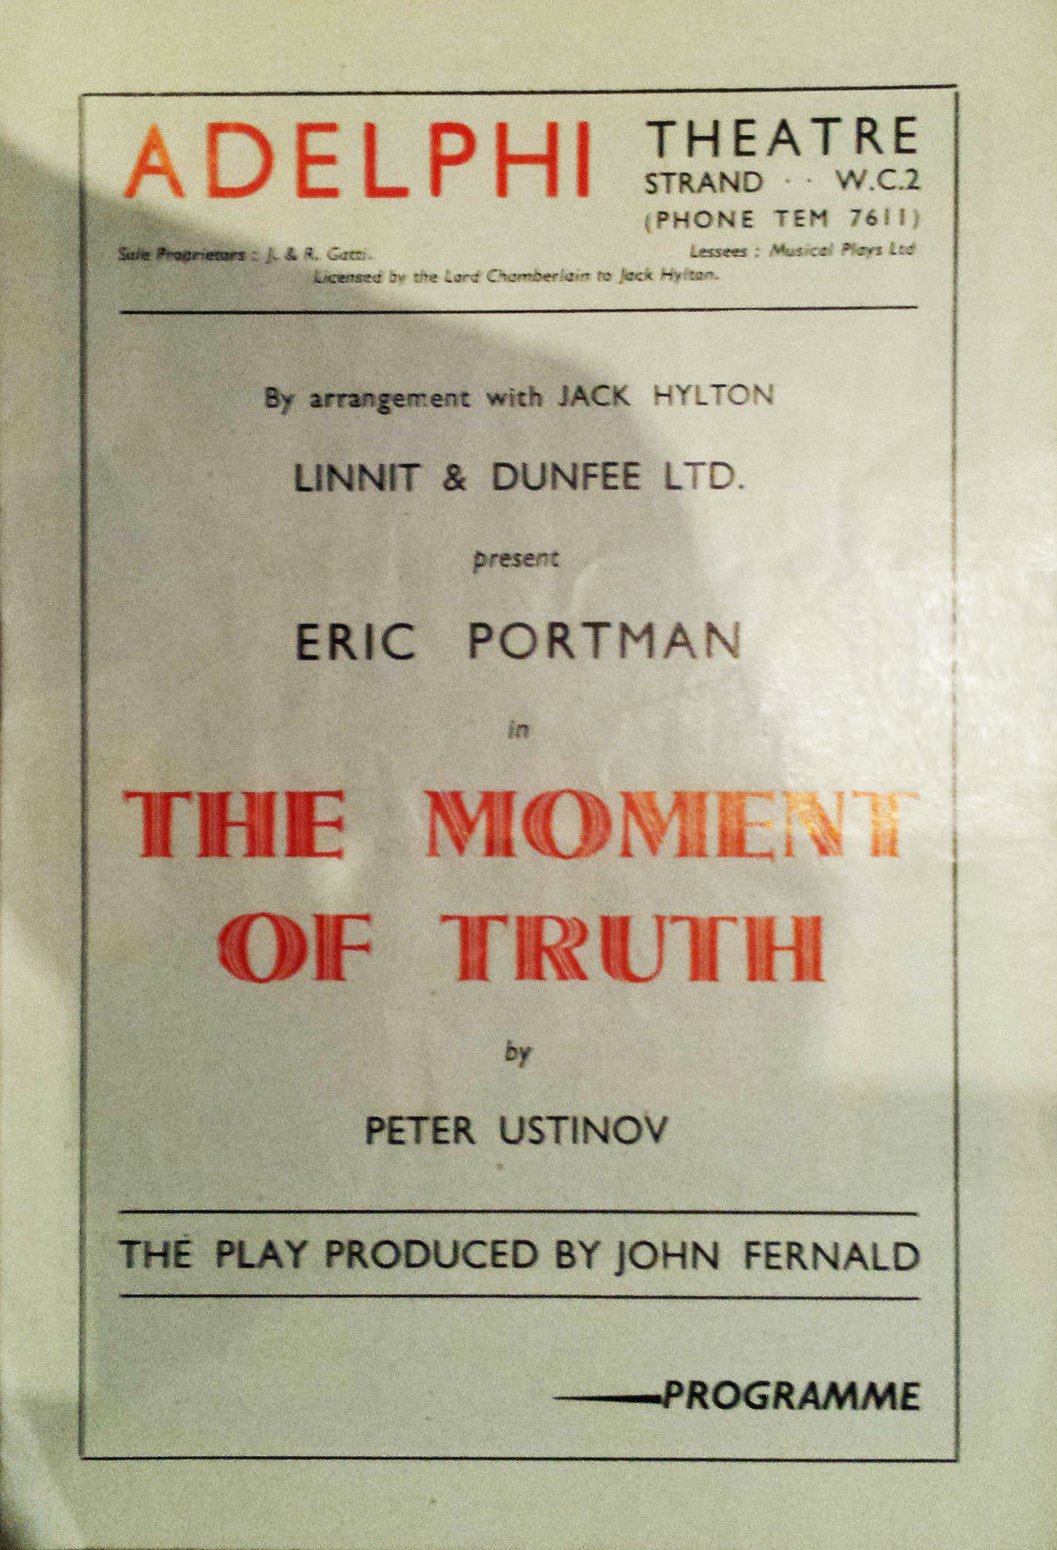 ADELPHI THEATRE
STRAND · · W.C.2
(PHONE TEM 7611)
Sole Proprietors : J. & R. Gatti. Lessees : Musical Plays Ltd
Licensed by the Lord Chamberlain to Jack Hylton.
By arrangement with JACK HYLTON
LINNIT & DUNFEE LTD.
present
ERIC PORTMAN
in
THE MOMENT
OF TRUTH
by
PETER USTINOV
THE PLAY PRODUCED BY JOHN FERNALD
PROGRAMME